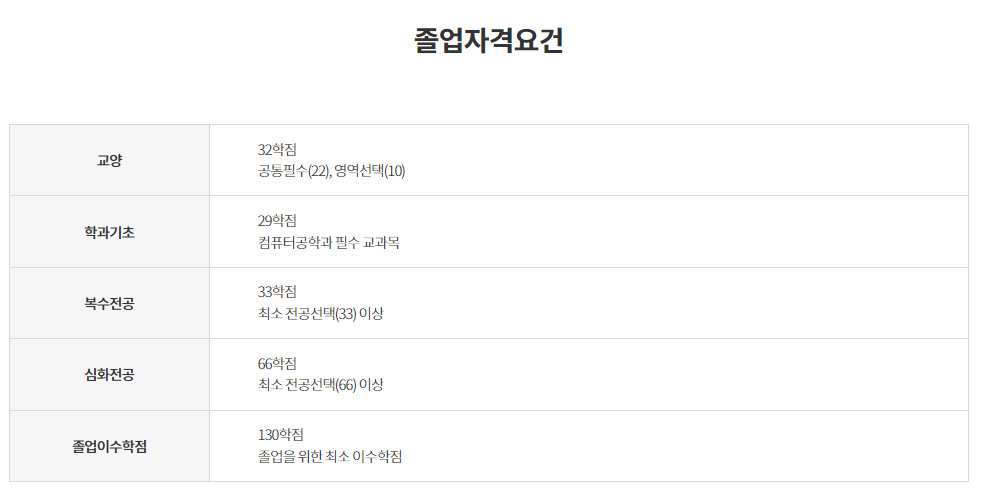 졸업자격요건
교양
32학점
공통필수(22), 영역선택(10)
학과기초
29학점
컴퓨터공학과 필수 교과목
복수전공
33학점
최소 전공선택(33) 이상
심화전공
66학점
최소 전공선택(66) 이상
졸업이수학점
130학점
졸업을 위한 최소 이수학점